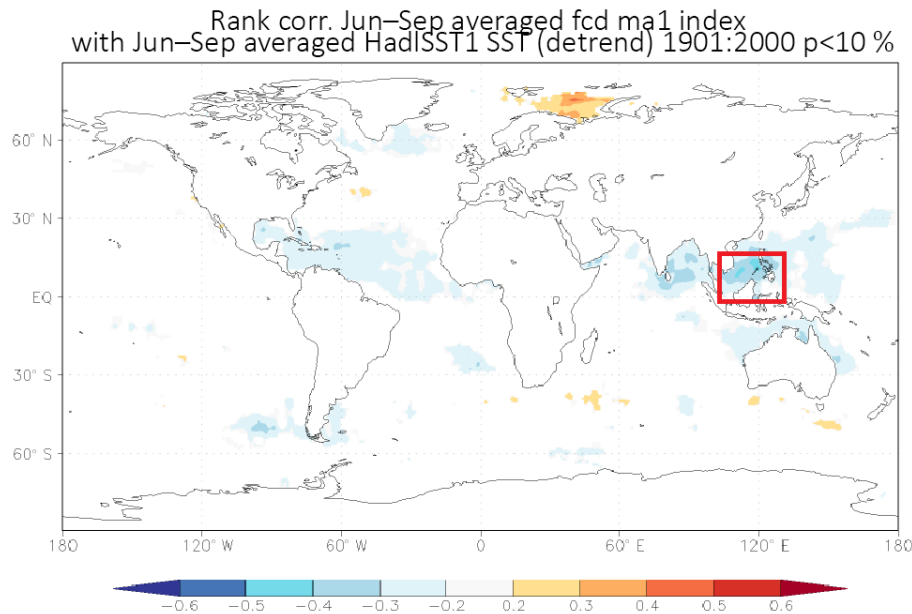 Rank corr. Jun–Sep averaged fcd ma1 index
with Jun–Sep averaged HadISST1 SST (detrend) 1901:2000 p<10 %
60° N
30° N
EQ
30° S
60° S
180 120° W 60° W 0 60° E 120° E 180
−0.6 −0.5 −0.4 −0.3 −0.2 0.2 0.3 0.4 0.5 0.6